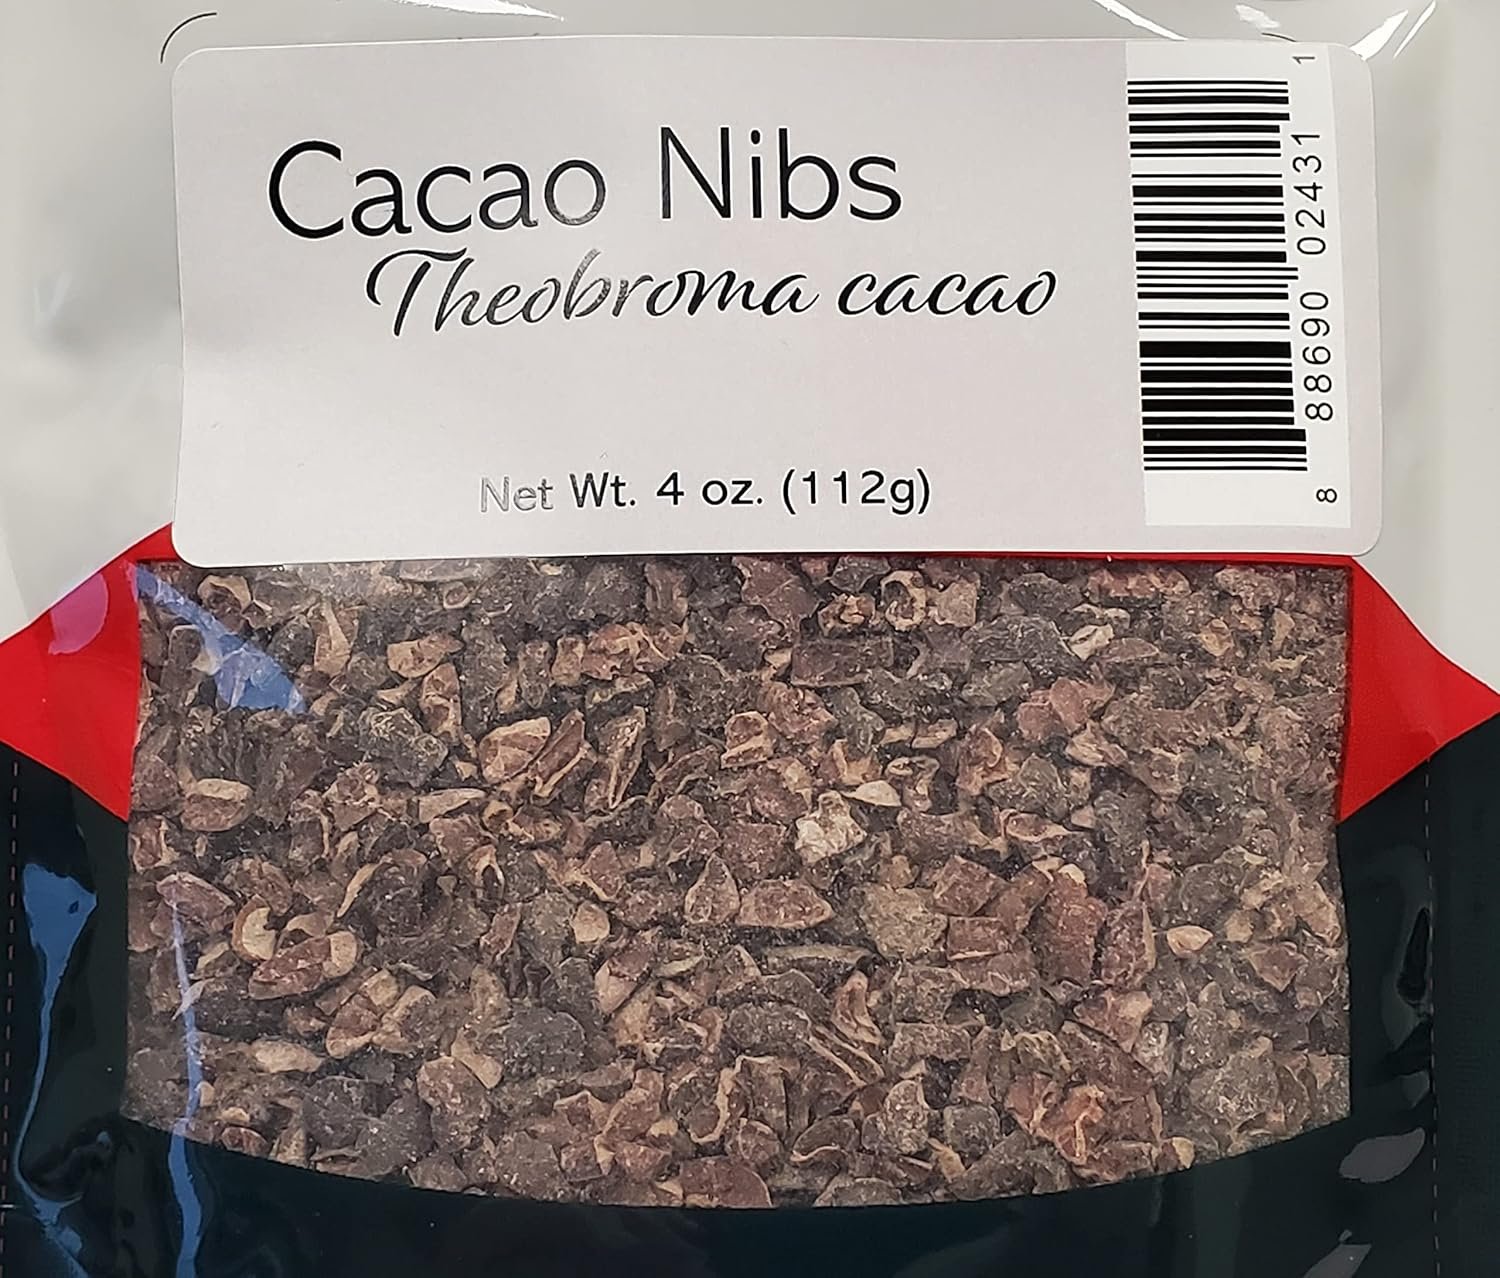 Cacao Nibs
Theobroma cacao
Net Wt. 4 oz. (112g)
8 88690 02431 1